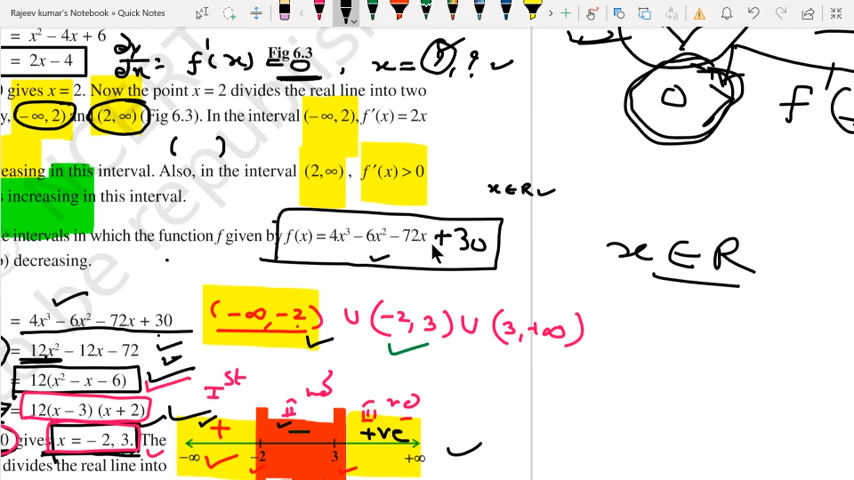 Rajeev kumar's Notebook » Quick Notes
= x² − 4x + 6
= 2x − 4
dy/dx = f'(x) = 0 , x = ?, ?
Fig 6.3
gives x = 2. Now the point x = 2 divides the real line into two
y, −∞, 2) and (2, ∞) (Fig 6.3). In the interval (−∞, 2), f′(x) = 2x
( )
easing in this interval. Also, in the interval (2, ∞) , f′(x) > 0
s increasing in this interval.
x∈R
e intervals in which the function f given by f(x) = 4x³ – 6x² – 72x +30
) decreasing.
= 4x³ – 6x² – 72x + 30
(-∞,-2) ∪ (-2, 3) ∪ (3, +∞)
) = 12x² – 12x – 72
= 12(x² – x – 6)
= 12(x – 3) (x + 2)
Ist IInd IIIrd
+ − +ve
0 gives x = – 2, 3. The
−∞ −2 3 +∞
divides the real line into
O
f (
x ∈ R